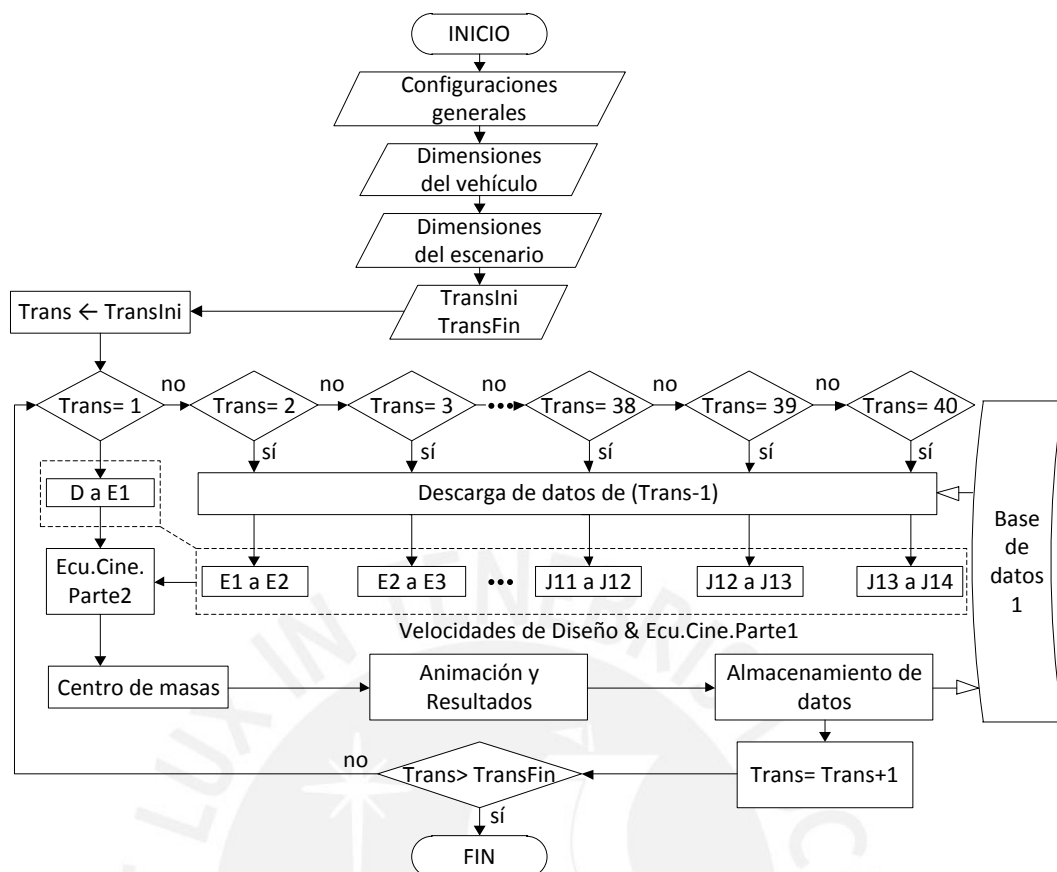 INICIO
Configuraciones
generales
Dimensiones
del vehículo
Dimensiones
del escenario
TransIni
TransFin
Trans ← TransIni
Trans= 1
no
Trans= 2
no
Trans= 3
no
•••
Trans= 38
no
Trans= 39
no
Trans= 40
sí
sí
sí
sí
sí
Descarga de datos de (Trans-1)
D a E1
Base
de
datos
1
Ecu.Cine.
Parte2
E1 a E2
E2 a E3
•••
J11 a J12
J12 a J13
J13 a J14
Velocidades de Diseño & Ecu.Cine.Parte1
Centro de masas
Animación y
Resultados
Almacenamiento de
datos
Trans= Trans+1
no
Trans> TransFin
sí
FIN
LUX IN TENEBRIS